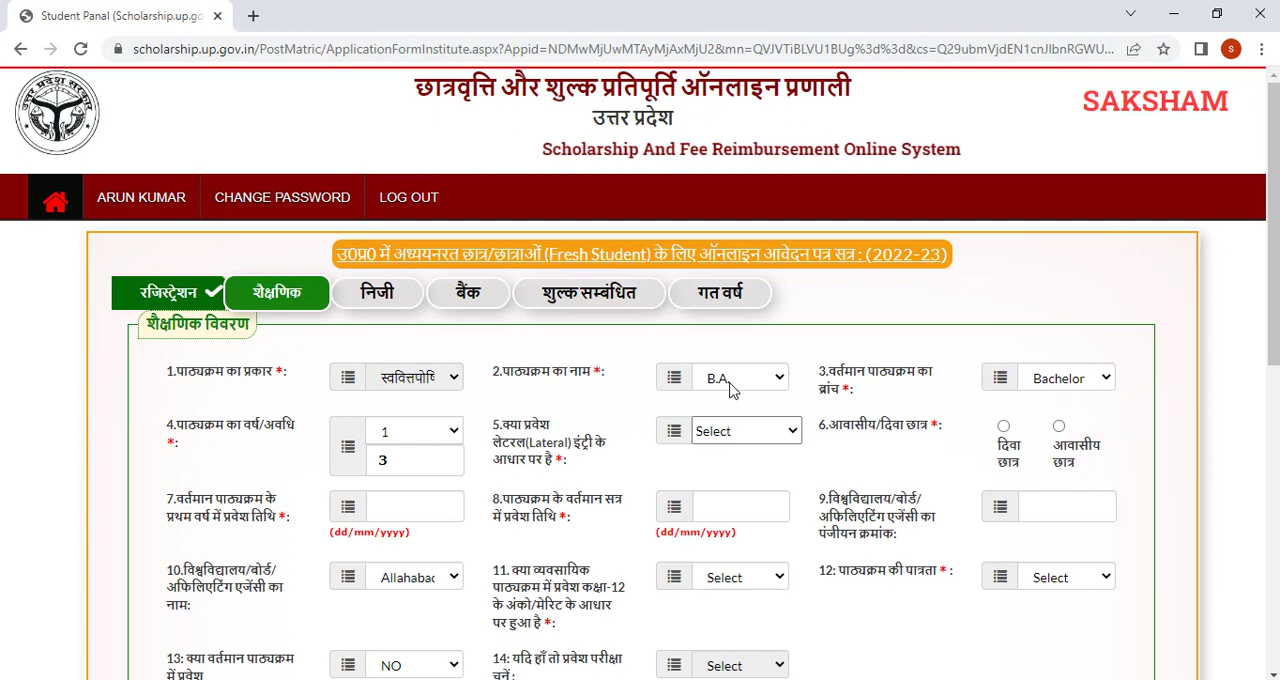 Student Panal (Scholarship.up.go
scholarship.up.gov.in/PostMatric/ApplicationFormInstitute.aspx?Appid=NDMwMjUwMTAyMjAxMjU2&mn=QVJVTiBLVU1BUg%3d%3d&cs=Q29ubmVjdEN1cnJlbnRGWU...
S
छात्रवृत्ति और शुल्क प्रतिपूर्ति ऑनलाइन प्रणाली
SAKSHAM
उत्तर प्रदेश
Scholarship And Fee Reimbursement Online System
ARUN KUMAR CHANGE PASSWORD LOG OUT
उ0प्र0 में अध्ययनरत छात्र/छात्राओं (Fresh Student) के लिए ऑनलाइन आवेदन पत्र सत्र : (2022-23)
रजिस्ट्रेशन शैक्षणिक निजी बैंक शुल्क सम्बंधित गत वर्ष
शैक्षणिक विवरण
1.पाठ्यक्रम का प्रकार *: स्ववित्तपोषि 2.पाठ्यक्रम का नाम *: B.A. 3.वर्तमान पाठ्यक्रम का
ब्रांच *: Bachelor
4.पाठ्यक्रम का वर्ष/अवधि
*: 1
3
5.क्या प्रवेश
लेटरल(Lateral) इंट्री के
आधार पर है *: Select
6.आवासीय/दिवा छात्र *:
दिवा
छात्र
आवासीय
छात्र
7.वर्तमान पाठ्यक्रम के
प्रथम वर्ष में प्रवेश तिथि *:
(dd/mm/yyyy)
8.पाठ्यक्रम के वर्तमान सत्र
में प्रवेश तिथि *:
(dd/mm/yyyy)
9.विश्वविद्यालय/बोर्ड/
अफिलिएटिंग एजेंसी का
पंजीयन क्रमांक:
10.विश्वविद्यालय/बोर्ड/
अफिलिएटिंग एजेंसी का
नाम:
Allahabad
11. क्या व्यवसायिक
पाठ्यक्रम में प्रवेश कक्षा-12
के अंको/मेरिट के आधार
पर हुआ है *:
Select
12: पाठ्यक्रम की पात्रता * : Select
13: क्या वर्तमान पाठ्यक्रम
में प्रवेश
NO
14: यदि हाँ तो प्रवेश परीक्षा
चुनें :
Select